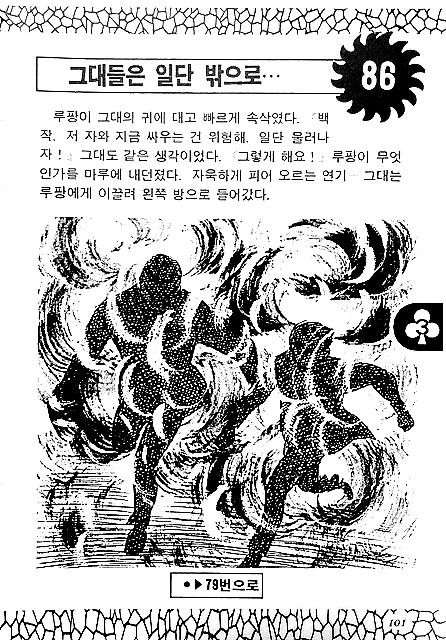 그대들은 일단 밖으로…
86
루팡이 그대의 귀에 대고 빠르게 속삭였다. 「백
작. 저 자와 지금 싸우는 건 위험해. 일단 물러나
자!」 그대도 같은 생각이었다. 「그렇게 해요!」 루팡이 무엇
인가를 마루에 내던졌다. 자욱하게 피어 오르는 연기… 그대는
루팡에게 이끌려 왼쪽 방으로 들어갔다.
3
●▶79번으로
101